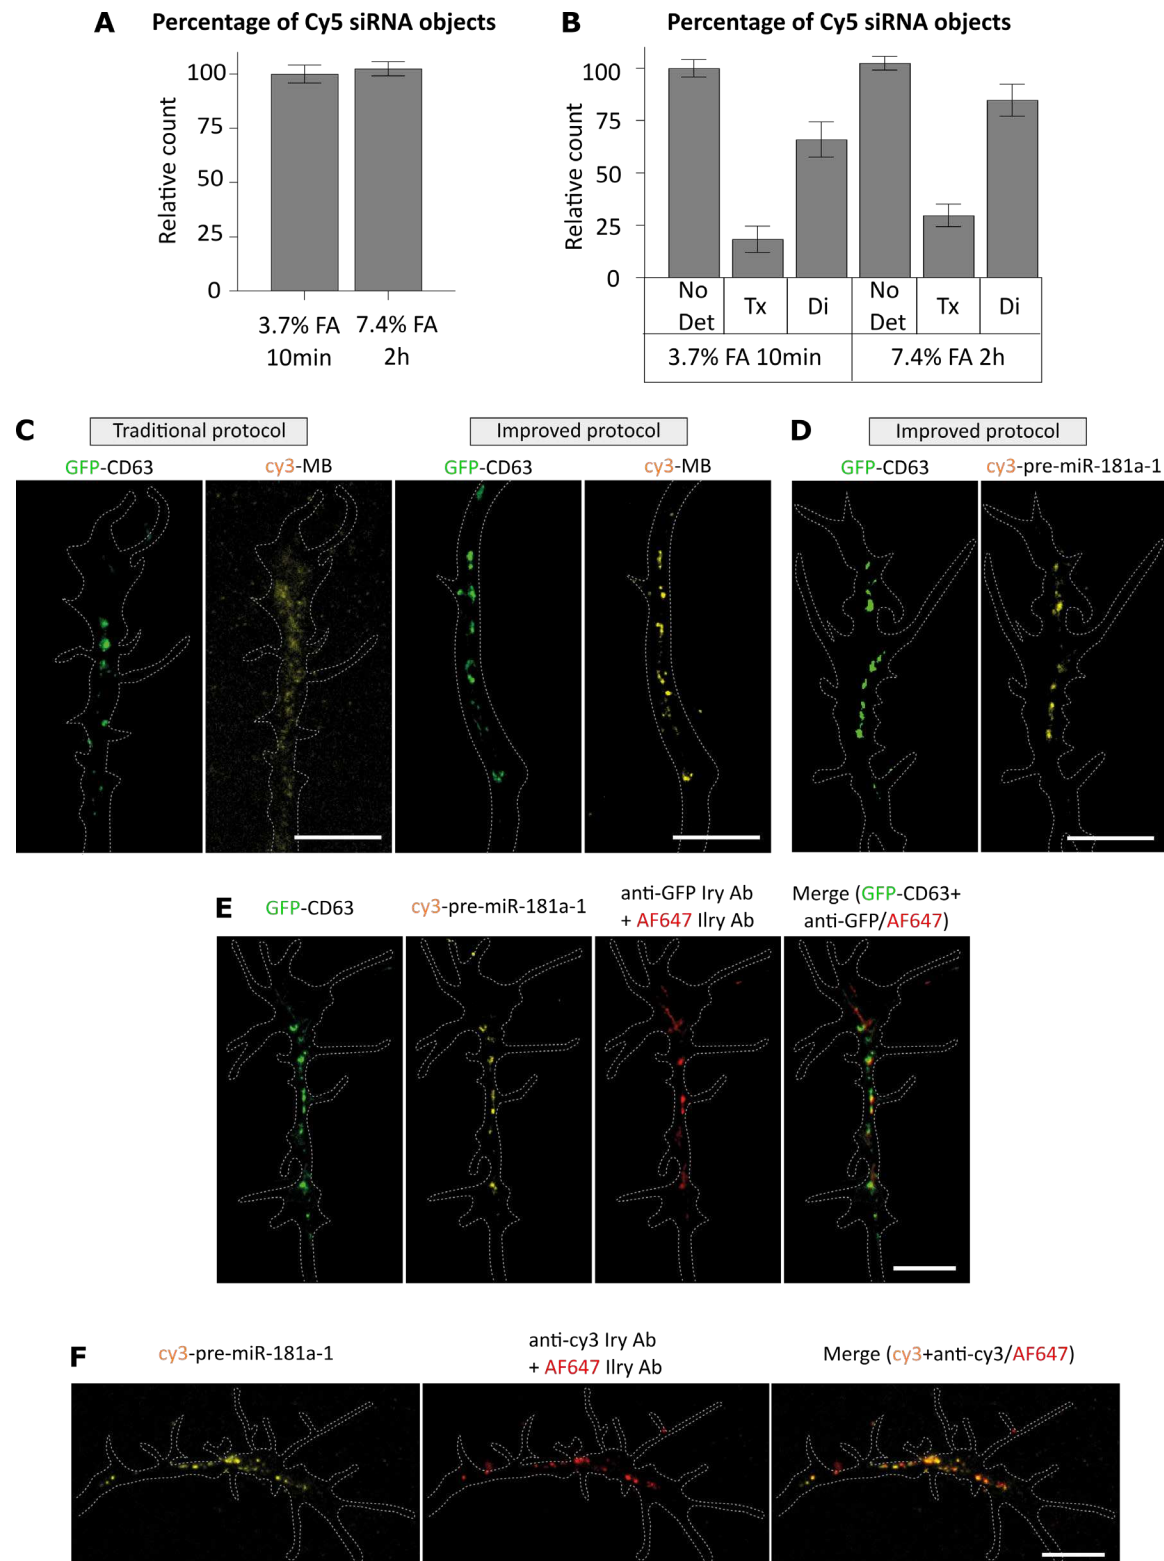 A Percentage of Cy5 siRNA objects
Relative count
100
75
50
25
0
3.7% FA
10min
7.4% FA
2h
B Percentage of Cy5 siRNA objects
Relative count
100
75
50
25
0
No Det
Tx
Di
No Det
Tx
Di
3.7% FA 10min
7.4% FA 2h
C
Traditional protocol
Improved protocol
GFP-CD63
cy3-MB
GFP-CD63
cy3-MB
D
Improved protocol
GFP-CD63
cy3-pre-miR-181a-1
E
GFP-CD63
cy3-pre-miR-181a-1
anti-GFP Iry Ab
+ AF647 IIry Ab
Merge (GFP-CD63+
anti-GFP/AF647)
F
cy3-pre-miR-181a-1
anti-cy3 Iry Ab
+ AF647 IIry Ab
Merge (cy3+anti-cy3/AF647)